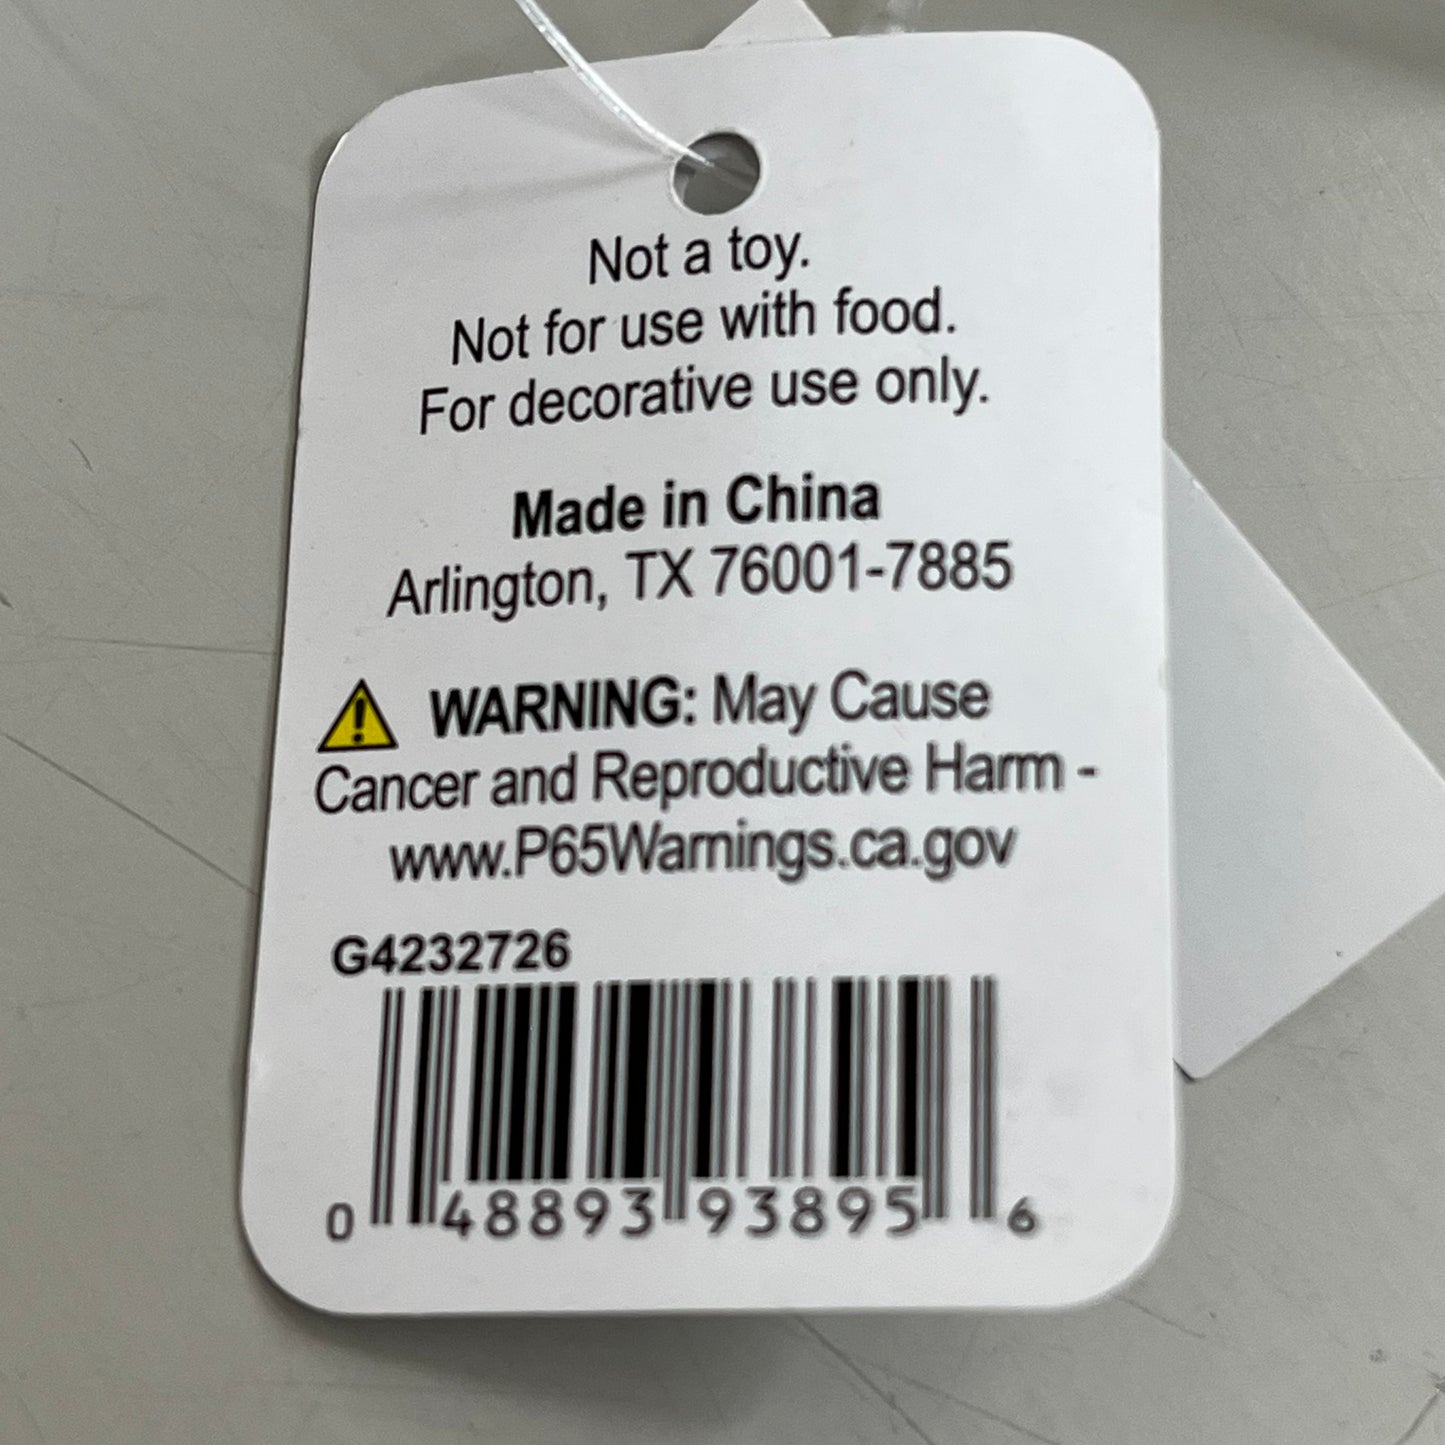 Not a toy.
Not for use with food.
For decorative use only.
Made in China
Arlington, TX 76001-7885
WARNING: May Cause
Cancer and Reproductive Harm -
www.P65Warnings.ca.gov
G4232726
0 48893 93895 6